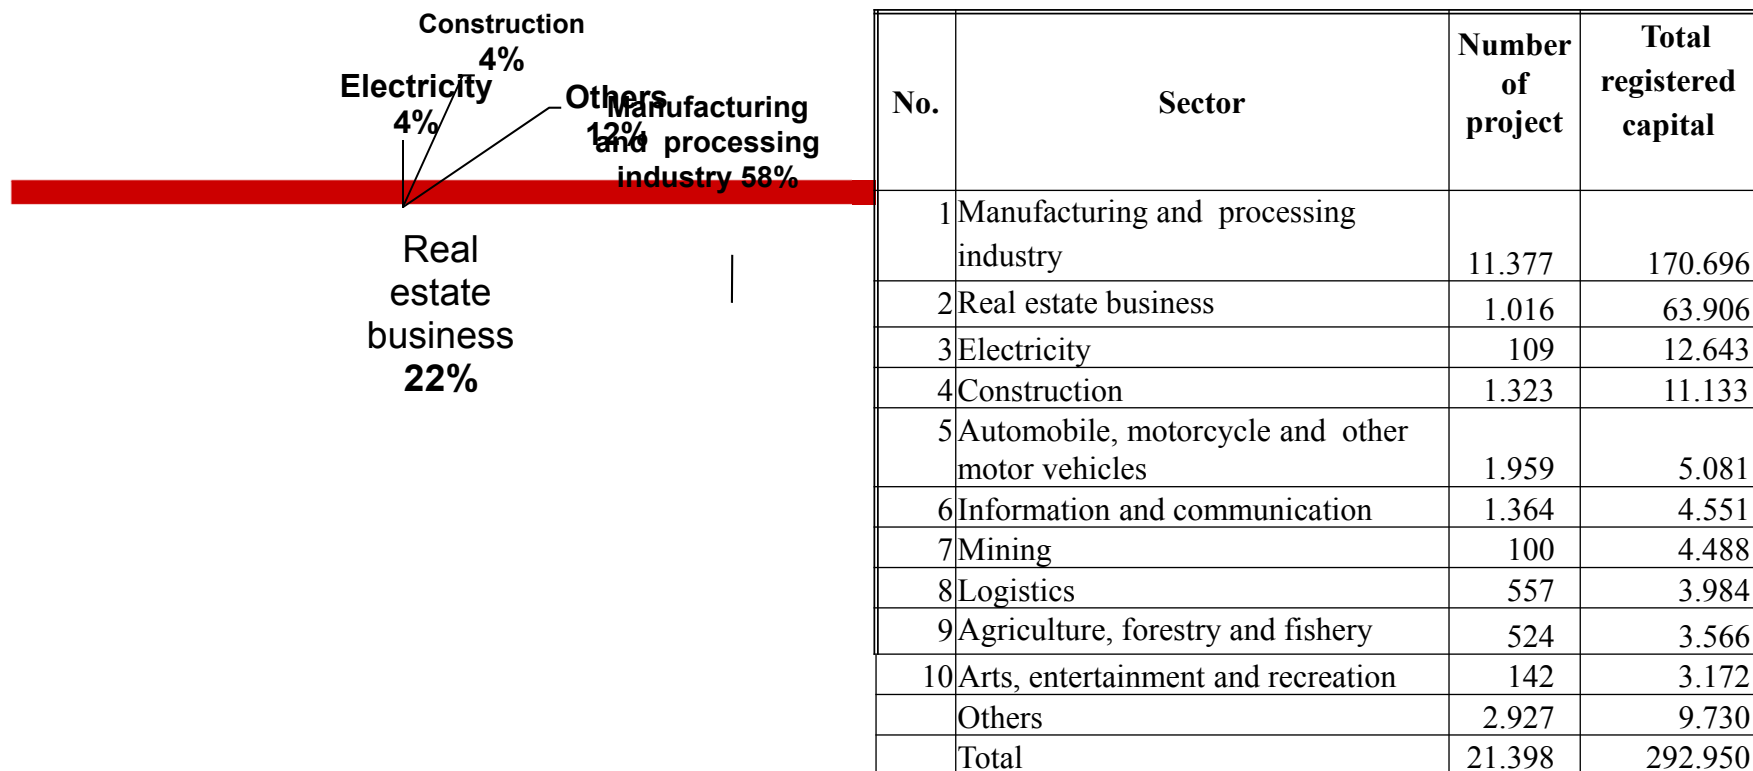 Construction
4%
Electricity
4%
Others
12%
Manufacturing
and processing
industry 58%
Real
estate
business
22%
No. Sector Number of project Total registered capital
1 Manufacturing and processing industry 11.377 170.696
2 Real estate business 1.016 63.906
3 Electricity 109 12.643
4 Construction 1.323 11.133
5 Automobile, motorcycle and other motor vehicles 1.959 5.081
6 Information and communication 1.364 4.551
7 Mining 100 4.488
8 Logistics 557 3.984
9 Agriculture, forestry and fishery 524 3.566
10 Arts, entertainment and recreation 142 3.172
Others 2.927 9.730
Total 21.398 292.950